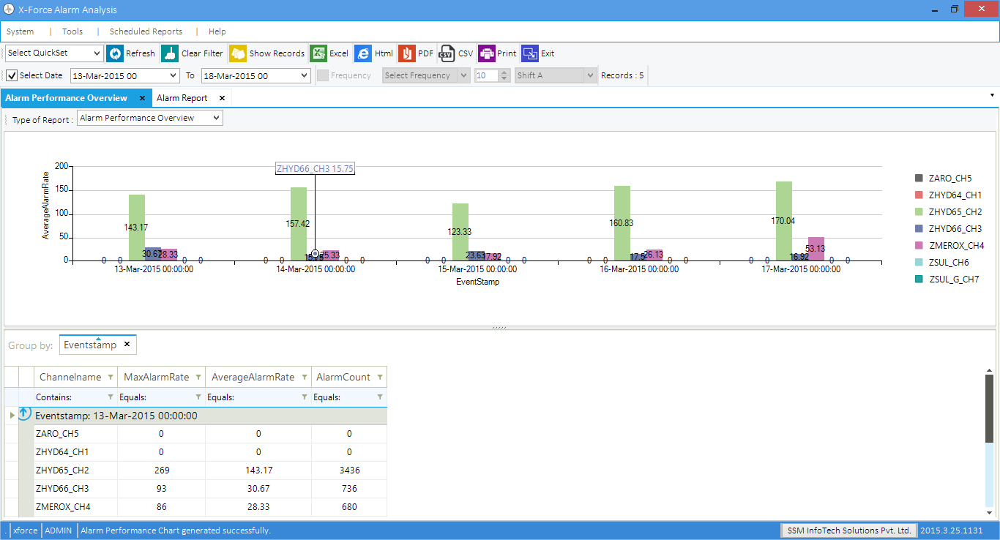 X-Force Alarm Analysis
System | Tools | Scheduled Reports | Help
Select QuickSet Refresh Clear Filter Show Records Excel Html PDF CSV Print Exit
Select Date 13-Mar-2015 00 To 18-Mar-2015 00 Frequency Select Frequency 10 Shift A Records : 5
Alarm Performance Overview x Alarm Report x
Type of Report : Alarm Performance Overview
AverageAlarmRate
200
150
100
50
0
ZHYD66_CH3 15.75
0 0 143.17 30.67 28.33 0 0
0 0 157.42 15.75 25.33 0 0
0 0 123.33 23.63 17.92 0 0
0 0 160.83 17.5 26.13 0 0
0 0 170.04 16.92 53.13 0 0
13-Mar-2015 00:00:00 14-Mar-2015 00:00:00 15-Mar-2015 00:00:00 16-Mar-2015 00:00:00 17-Mar-2015 00:00:00
EventStamp
ZARO_CH5
ZHYD64_CH1
ZHYD65_CH2
ZHYD66_CH3
ZMEROX_CH4
ZSUL_CH6
ZSUL_G_CH7
Group by: Eventstamp x
Channelname MaxAlarmRate AverageAlarmRate AlarmCount
Contains: Equals: Equals: Equals:
Eventstamp: 13-Mar-2015 00:00:00
ZARO_CH5 0 0 0
ZHYD64_CH1 0 0 0
ZHYD65_CH2 269 143.17 3436
ZHYD66_CH3 93 30.67 736
ZMEROX_CH4 86 28.33 680
. xforce ADMIN Alarm Performance Chart generated successfully. SSM InfoTech Solutions Pvt. Ltd. 2015.3.25.1131